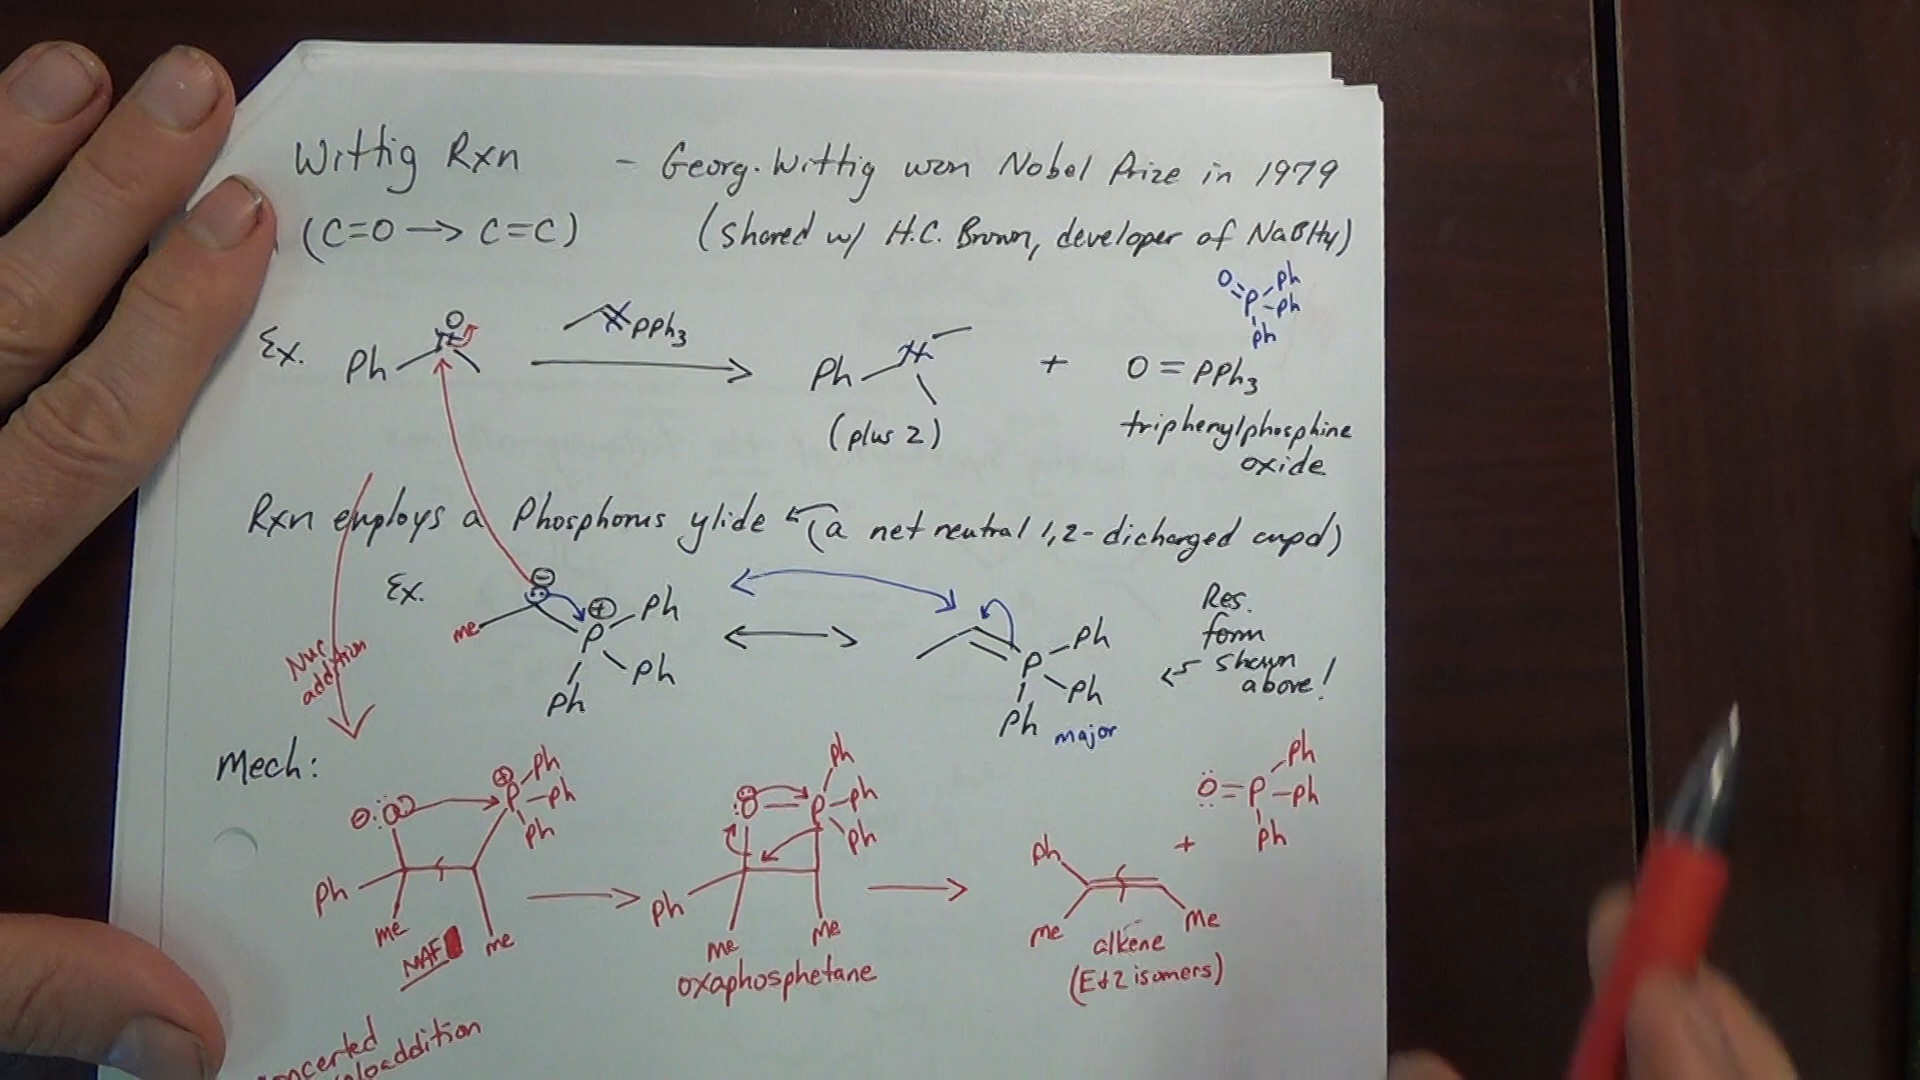 Wittig Rxn - Georg. Wittig won Nobel Prize in 1979
(C=O → C=C) (shared w/ H.C. Brown, developer of NaBH4)
O=P Ph Ph Ph
Ex. Ph O PPh3 Ph + O = PPh3
(plus Z) triphenylphosphine
oxide
Rxn employs a Phosphorus ylide ← (a net neutral 1,2-dicharged cmpd)
Ex. Me ⊖ ⊕ P Ph Ph Ph ↔ P Ph Ph Ph major
Res.
form
shown
above!
Nuc
addition
Mech:
⊖ O ⊕ P Ph Ph Ph Ph Me Me → O P Ph Ph Ph Ph Me Me → Ph Me Me + O=P Ph Ph Ph
NAF
oxaphosphetane
alkene
(E+Z isomers)